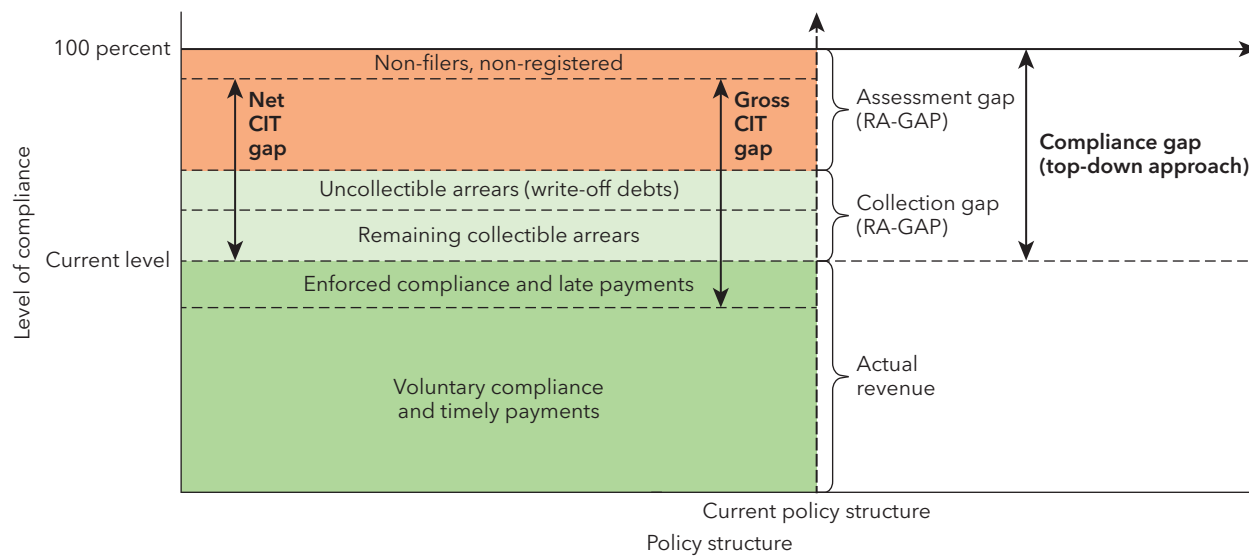 100 percent
Non-filers, non-registered
Net
CIT
gap
Gross
CIT
gap
Assessment gap
(RA-GAP)
Compliance gap
(top-down approach)
Uncollectible arrears (write-off debts)
Remaining collectible arrears
Collection gap
(RA-GAP)
Level of compliance
Current level
Enforced compliance and late payments
Voluntary compliance
and timely payments
Actual
revenue
Current policy structure
Policy structure